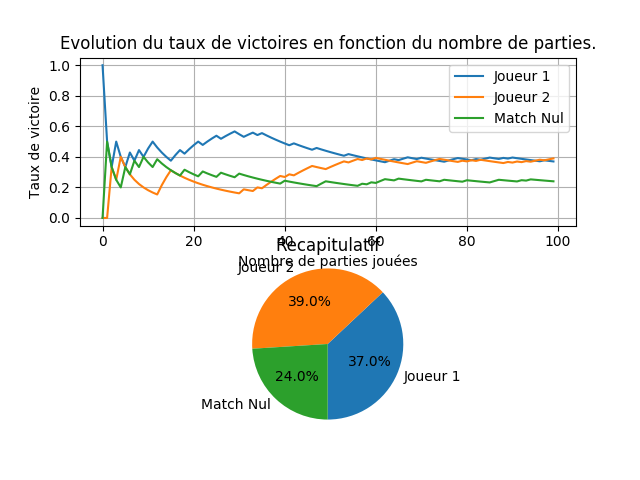 Evolution du taux de victoires en fonction du nombre de parties.
Taux de victoire
1.0
0.8
0.6
0.4
0.2
0.0
Joueur 1
Joueur 2
Match Nul
0 20 40 60 80 100
Récapitulatif
Nombre de parties jouées
Joueur 2
39.0%
37.0%
24.0%
Joueur 1
Match Nul